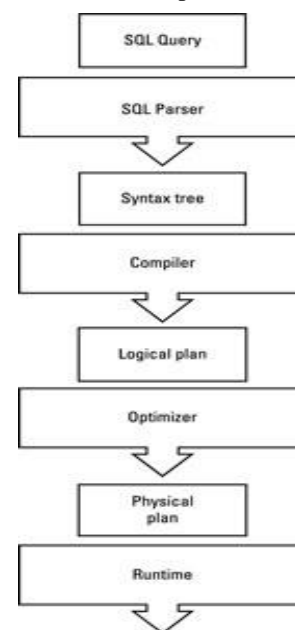 SQL Query
SQL Parser
Syntax tree
Compiler
Logical plan
Optimizer
Physical
plan
Runtime